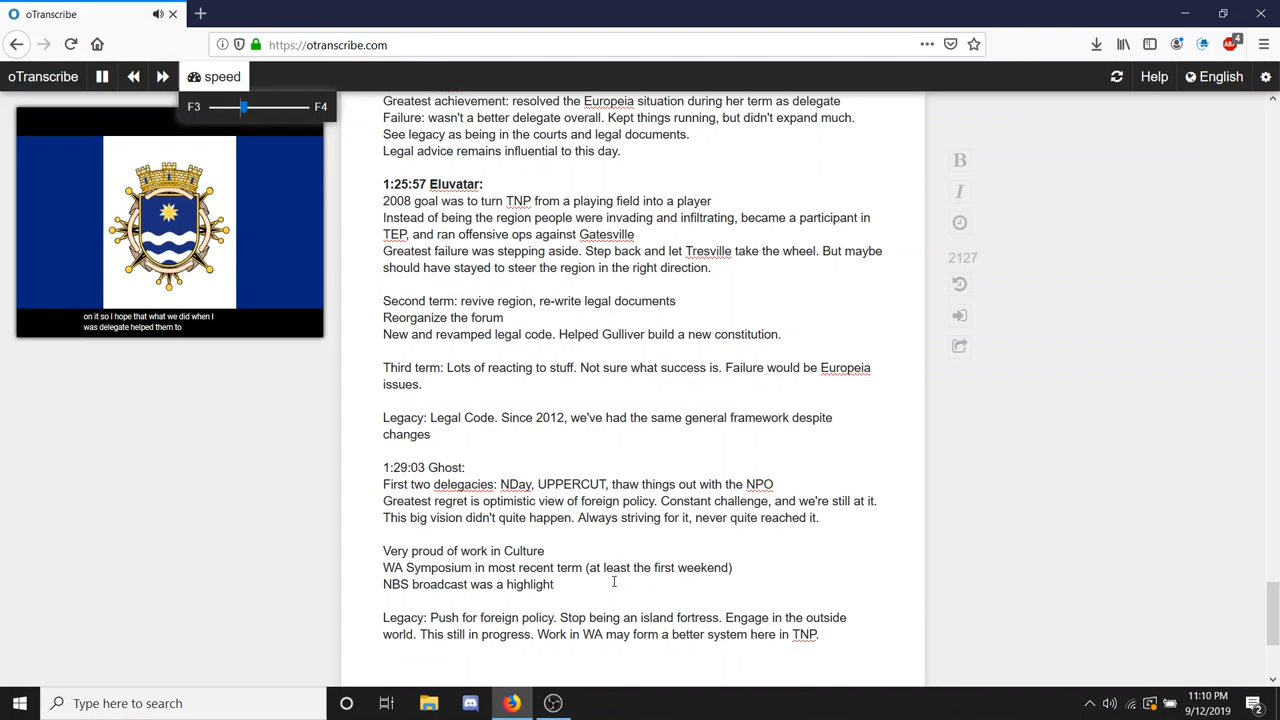 oTranscribe
https://otranscribe.com
4
oTranscribe
speed
Help
English
F3
F4
on it so I hope that what we did when I
was delegate helped them to
Greatest achievement: resolved the Europeia situation during her term as delegate
Failure: wasn't a better delegate overall. Kept things running, but didn't expand much.
See legacy as being in the courts and legal documents.
Legal advice remains influential to this day.
1:25:57 Eluvatar:
2008 goal was to turn TNP from a playing field into a player
Instead of being the region people were invading and infiltrating, became a participant in
TEP, and ran offensive ops against Gatesville
Greatest failure was stepping aside. Step back and let Tresville take the wheel. But maybe
should have stayed to steer the region in the right direction.
Second term: revive region, re-write legal documents
Reorganize the forum
New and revamped legal code. Helped Gulliver build a new constitution.
Third term: Lots of reacting to stuff. Not sure what success is. Failure would be Europeia
issues.
Legacy: Legal Code. Since 2012, we've had the same general framework despite
changes
1:29:03 Ghost:
First two delegacies: NDay, UPPERCUT, thaw things out with the NPO
Greatest regret is optimistic view of foreign policy. Constant challenge, and we're still at it.
This big vision didn't quite happen. Always striving for it, never quite reached it.
Very proud of work in Culture
WA Symposium in most recent term (at least the first weekend)
NBS broadcast was a highlight
Legacy: Push for foreign policy. Stop being an island fortress. Engage in the outside
world. This still in progress. Work in WA may form a better system here in TNP.
B
I
2127
Type here to search
11:10 PM
9/12/2019
2